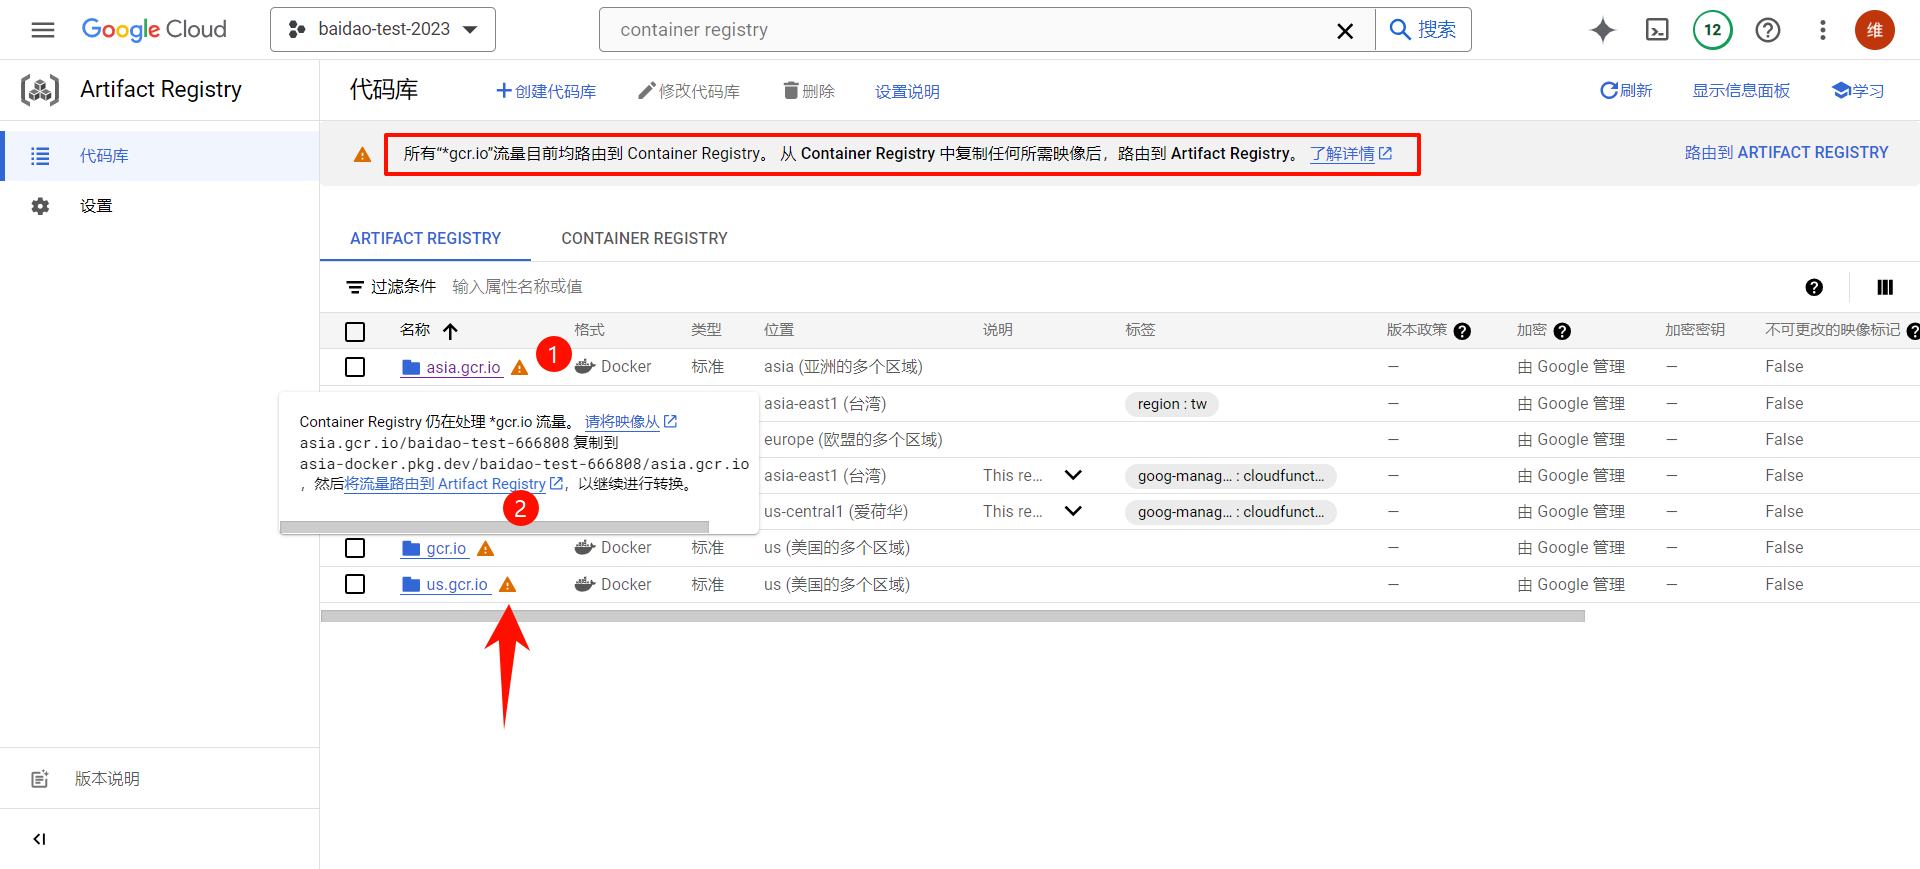 Google Cloud
baidao-test-2023
container registry
搜索
12
维
Artifact Registry
代码库
创建代码库
修改代码库
删除
设置说明
刷新
显示信息面板
学习
代码库
设置
所有“*gcr.io”流量目前均路由到 Container Registry。 从 Container Registry 中复制任何所需映像后，路由到 Artifact Registry。 了解详情
路由到 ARTIFACT REGISTRY
ARTIFACT REGISTRY
CONTAINER REGISTRY
过滤条件
输入属性名称或值
名称 格式 类型 位置 说明 标签 版本政策 加密 加密密钥 不可更改的映像标记
asia.gcr.io 1 Docker 标准 asia (亚洲的多个区域) – 由 Google 管理 – False
asia-east1 (台湾) region : tw – 由 Google 管理 – False
europe (欧盟的多个区域) – 由 Google 管理 – False
asia-east1 (台湾) This re... goog-manag... : cloudfunct... – 由 Google 管理 – False
us-central1 (爱荷华) This re... goog-manag... : cloudfunct... – 由 Google 管理 – False
Container Registry 仍在处理 *gcr.io 流量。 请将映像从
asia.gcr.io/baidao-test-666808 复制到
asia-docker.pkg.dev/baidao-test-666808/asia.gcr.io
，然后将流量路由到 Artifact Registry，以继续进行转换。
2
gcr.io Docker 标准 us (美国的多个区域) – 由 Google 管理 – False
us.gcr.io Docker 标准 us (美国的多个区域) – 由 Google 管理 – False
版本说明